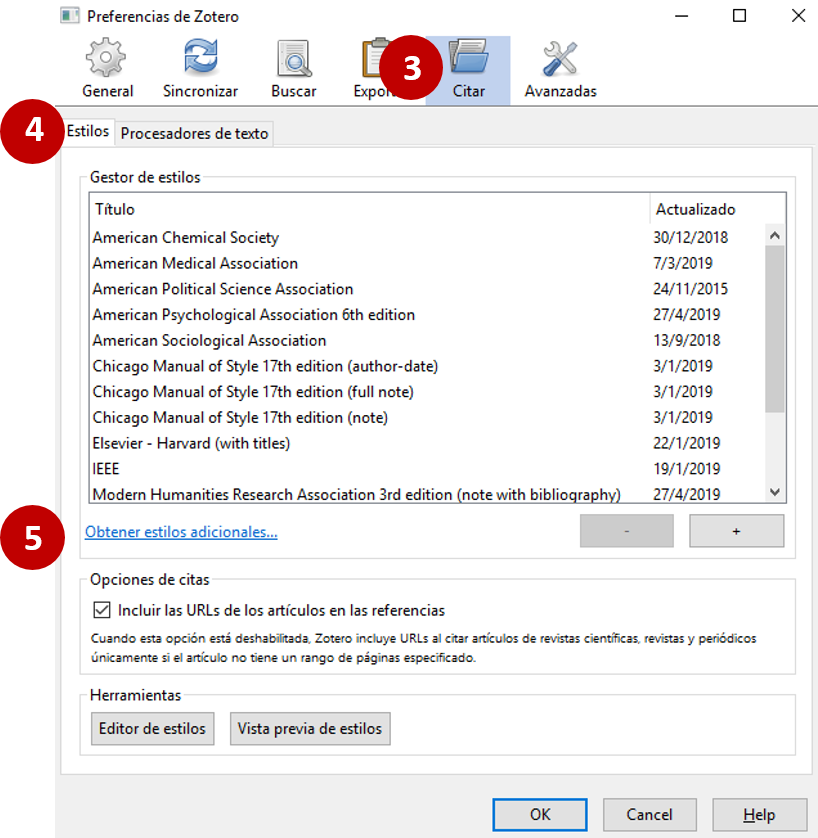 Preferencias de Zotero
3
General Sincronizar Buscar Expor Citar Avanzadas
4
Estilos Procesadores de texto
Gestor de estilos
Título Actualizado
American Chemical Society 30/12/2018
American Medical Association 7/3/2019
American Political Science Association 24/11/2015
American Psychological Association 6th edition 27/4/2019
American Sociological Association 13/9/2018
Chicago Manual of Style 17th edition (author-date) 3/1/2019
Chicago Manual of Style 17th edition (full note) 3/1/2019
Chicago Manual of Style 17th edition (note) 3/1/2019
Elsevier - Harvard (with titles) 22/1/2019
IEEE 19/1/2019
Modern Humanities Research Association 3rd edition (note with bibliography) 27/4/2019
5
Obtener estilos adicionales... - +
Opciones de citas
Incluir las URLs de los artículos en las referencias
Cuando esta opción está deshabilitada, Zotero incluye URLs al citar artículos de revistas científicas, revistas y periódicos
únicamente si el artículo no tiene un rango de páginas especificado.
Herramientas
Editor de estilos Vista previa de estilos
OK Cancel Help